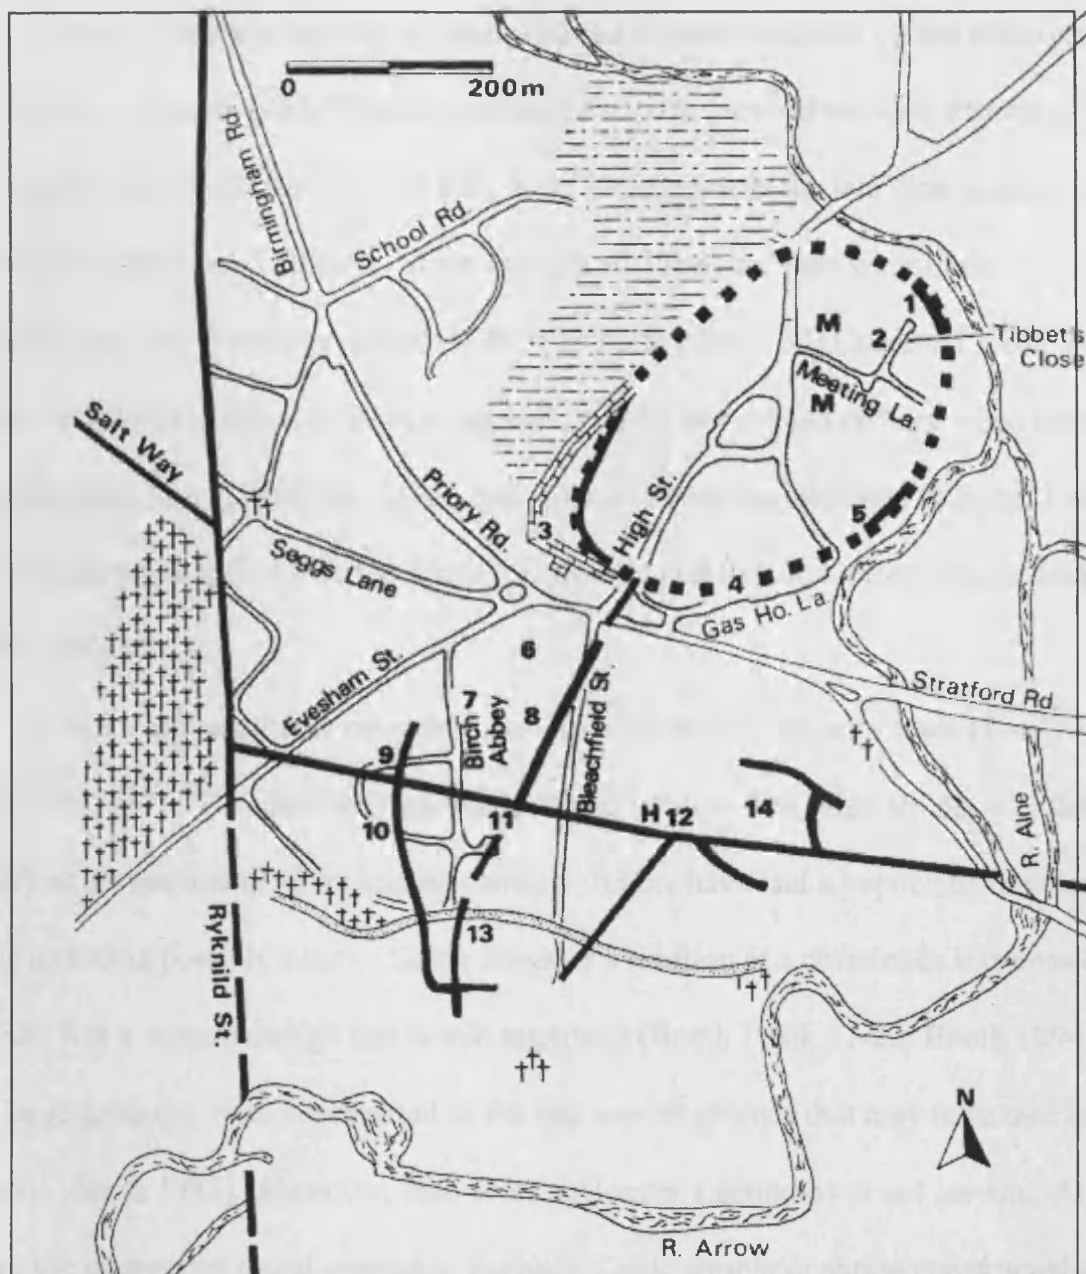 200m
Birmingham Rd
School Rd
1
M
2
Tibbet's
Close
Meeting La.
M
Salt Way
Priory Rd.
High St.
5
3
Seggs Lane
4
Gas Ho. La.
Evesham St.
6
Stratford Rd
7
Birch
Abbey
8
Bleachfield St
9
10
11
H 12
14
R. Alne
13
Ryknild St.
N
R. Arrow